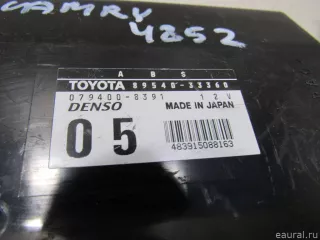 CAMRY
4852
A B S
TOYOTA 89540-33360
079400-8391 12V
DENSO MADE IN JAPAN
05
483915088163
© eaural.ru